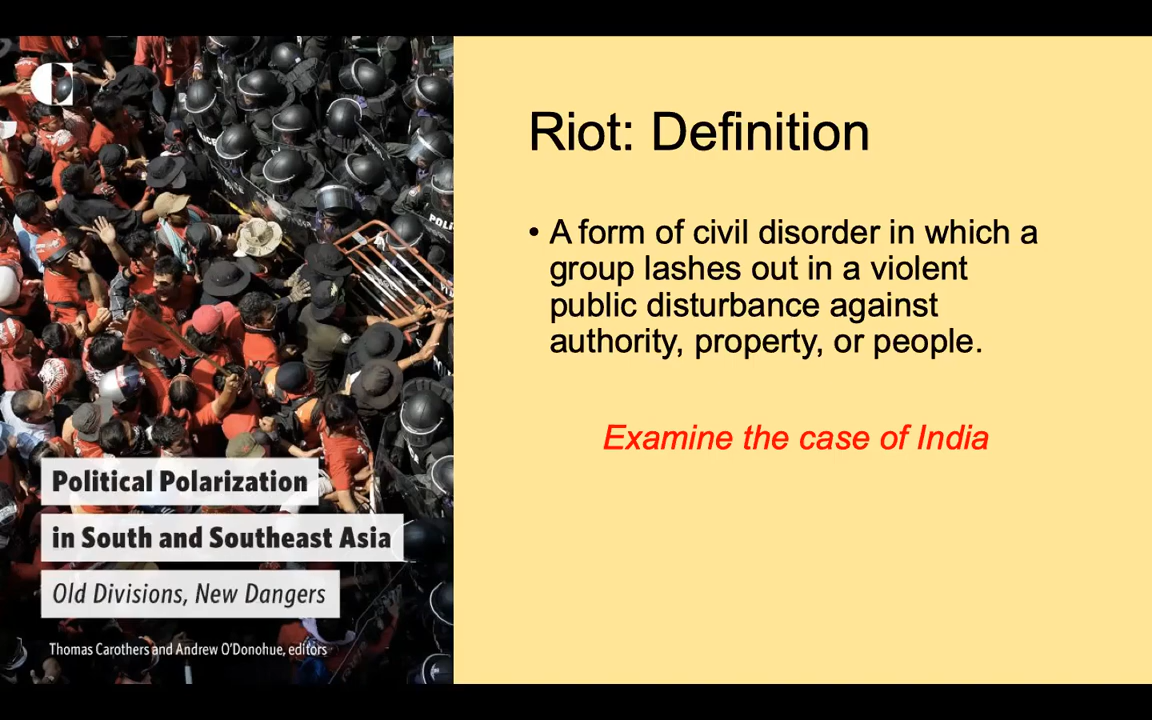 Riot: Definition
• A form of civil disorder in which a
group lashes out in a violent
public disturbance against
authority, property, or people.
Examine the case of India
POLI
Political Polarization
in South and Southeast Asia
Old Divisions, New Dangers
Thomas Carothers and Andrew O'Donohue, editors